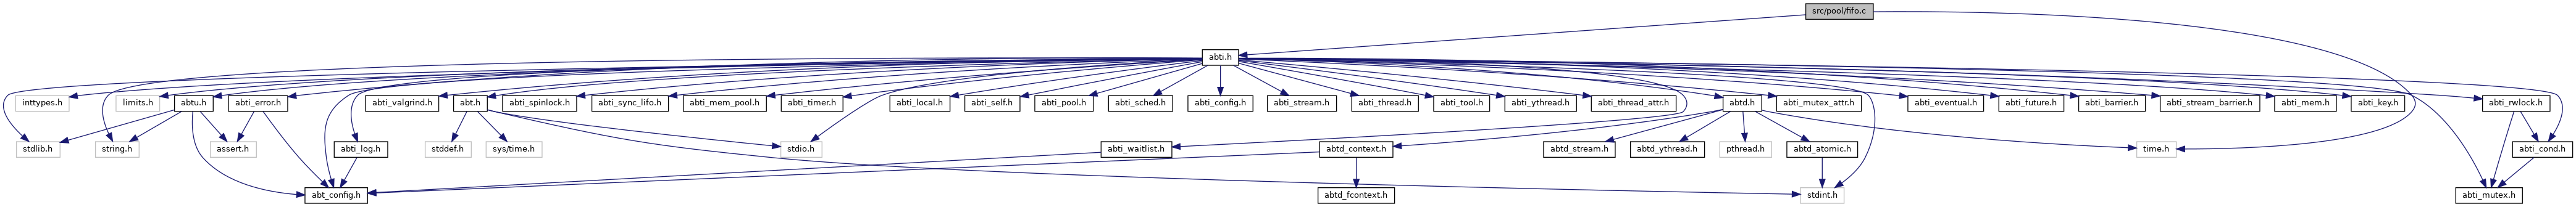 src/pool/fifo.c
abti.h
inttypes.h
limits.h
abtu.h
abti_error.h
abti_valgrind.h
abt.h
abti_spinlock.h
abti_sync_lifo.h
abti_mem_pool.h
abti_timer.h
abti_local.h
abti_self.h
abti_pool.h
abti_sched.h
abti_config.h
abti_stream.h
abti_thread.h
abti_tool.h
abti_ythread.h
abti_thread_attr.h
abtd.h
abti_mutex_attr.h
abti_eventual.h
abti_future.h
abti_barrier.h
abti_stream_barrier.h
abti_mem.h
abti_key.h
abti_rwlock.h
stdlib.h
string.h
assert.h
abti_log.h
stddef.h
sys/time.h
stdio.h
abti_waitlist.h
abtd_context.h
abtd_stream.h
abtd_ythread.h
pthread.h
abtd_atomic.h
time.h
abti_cond.h
abt_config.h
abtd_fcontext.h
stdint.h
abti_mutex.h